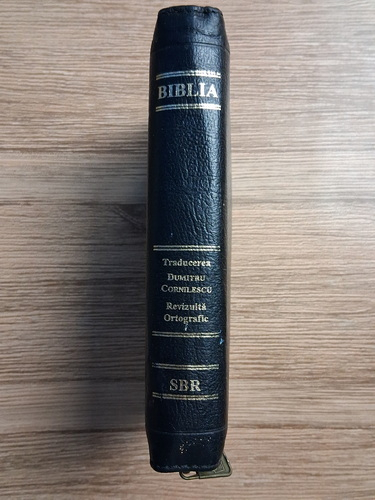 BIBLIA
Traducerea
DUMITRU
CORNILESCU
Revizuită
Ortografic
SBR